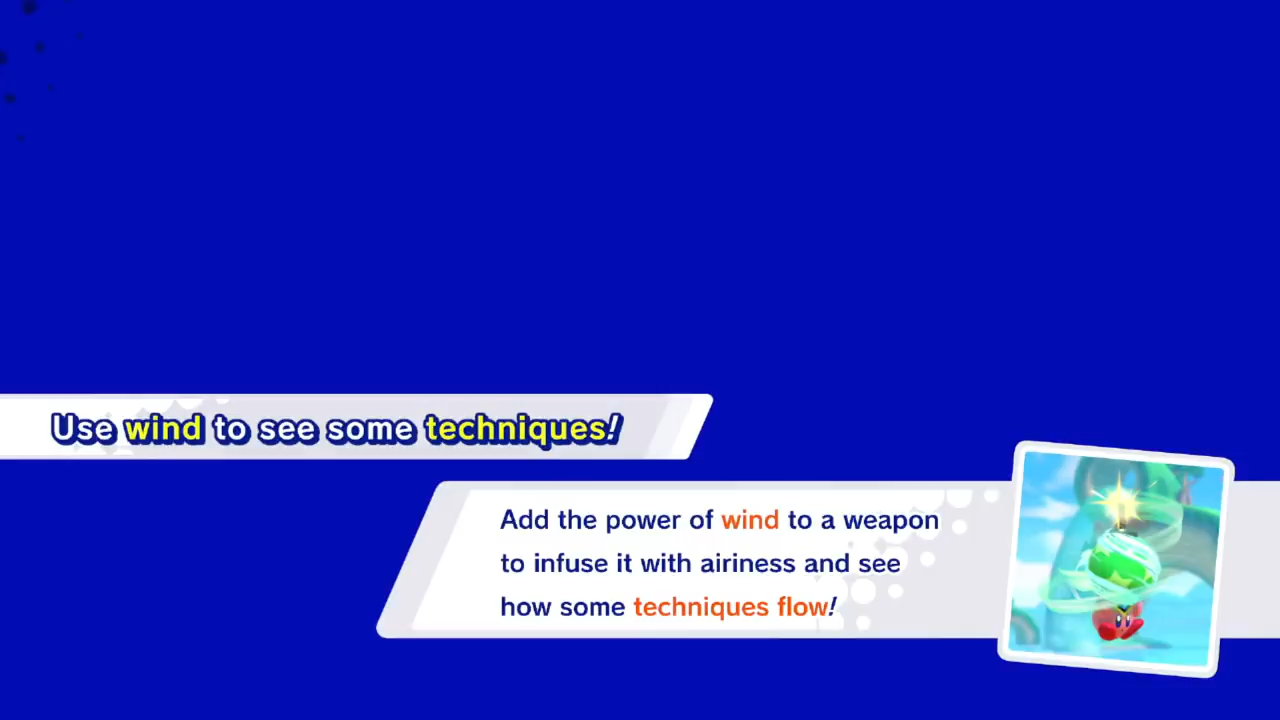 Use wind to see some techniques!
Add the power of wind to a weapon
to infuse it with airiness and see
how some techniques flow!